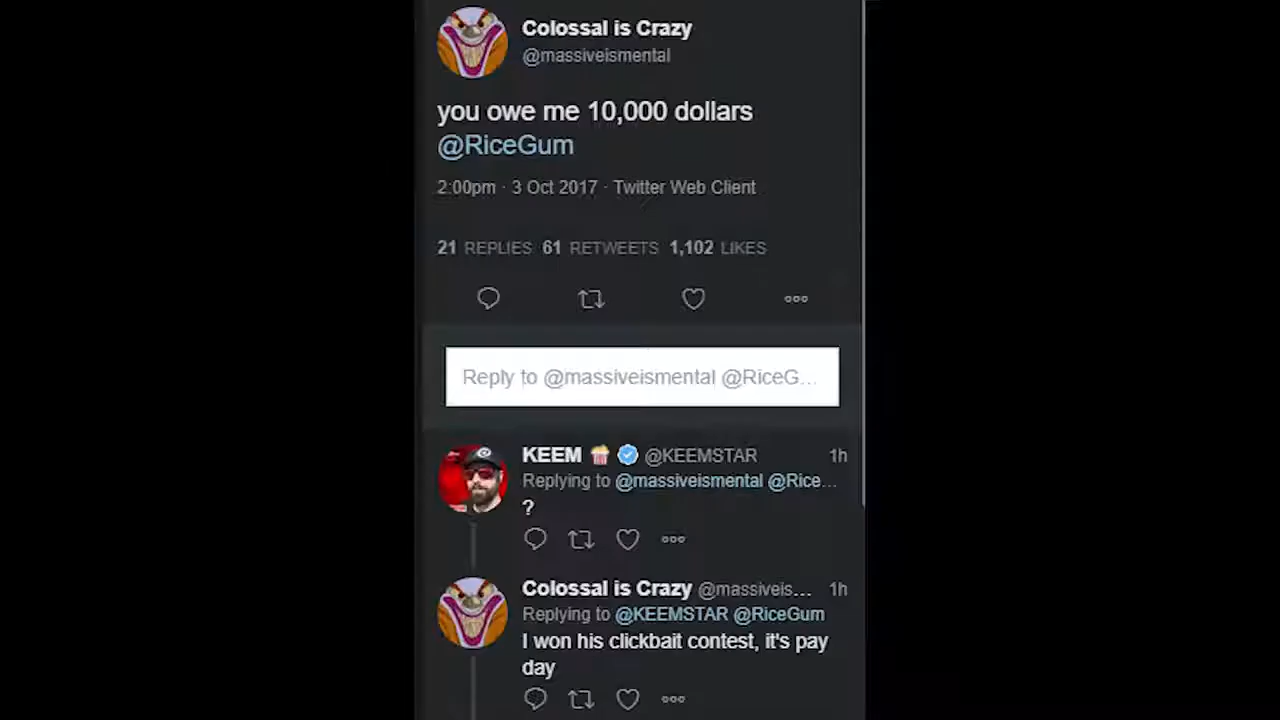 Colossal is Crazy
@massiveismental
you owe me 10,000 dollars
@RiceGum
2:00pm · 3 Oct 2017 · Twitter Web Client
21 REPLIES 61 RETWEETS 1,102 LIKES
Reply to @massiveismental @RiceG...
KEEM 🍿 @KEEMSTAR 1h
Replying to @massiveismental @Rice...
?
Colossal is Crazy @massiveis... 1h
Replying to @KEEMSTAR @RiceGum
I won his clickbait contest, it's pay
day